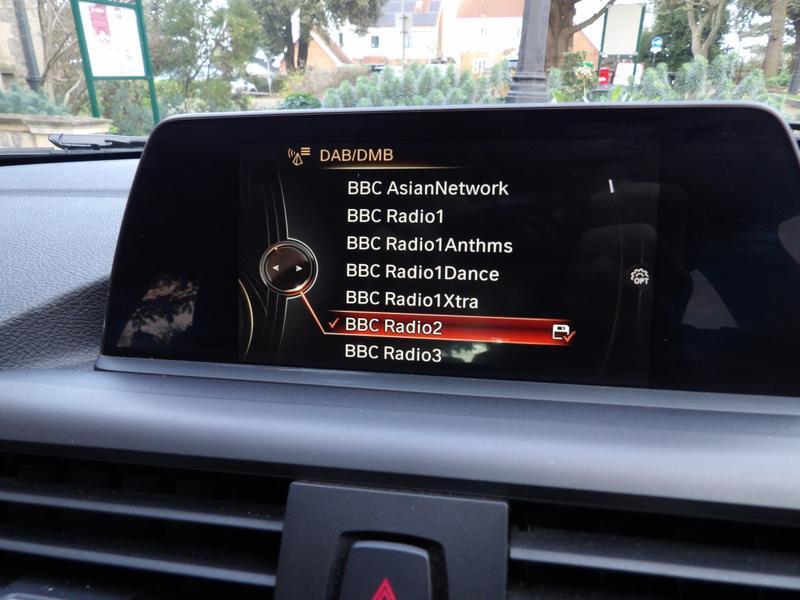 DAB/DMB
BBC AsianNetwork
BBC Radio1
BBC Radio1Anthms
BBC Radio1Dance
OPT
BBC Radio1Xtra
BBC Radio2
BBC Radio3